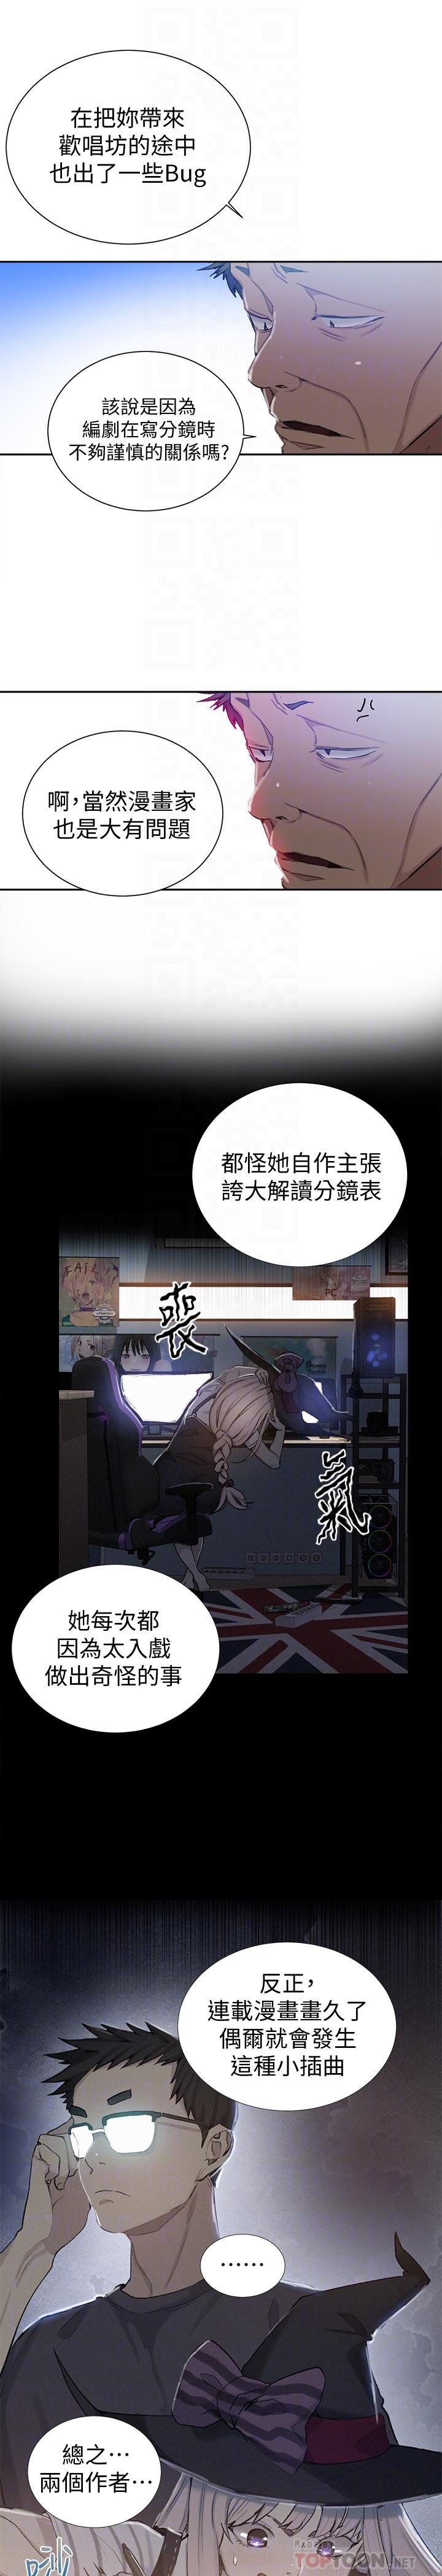 在把妳帶來
歡唱坊的途中
也出了一些Bug
該說是因為
編劇在寫分鏡時
不夠謹慎的關係嗎?
啊,當然漫畫家
也是大有問題
都怪她自作主張
誇大解讀分鏡表
FAIL
PC
喪
氣
她每次都
因為太入戲
做出奇怪的事
反正,
連載漫畫畫久了
偶爾就會發生
這種小插曲
……
總之…
兩個作者…
TOPTOON.NET